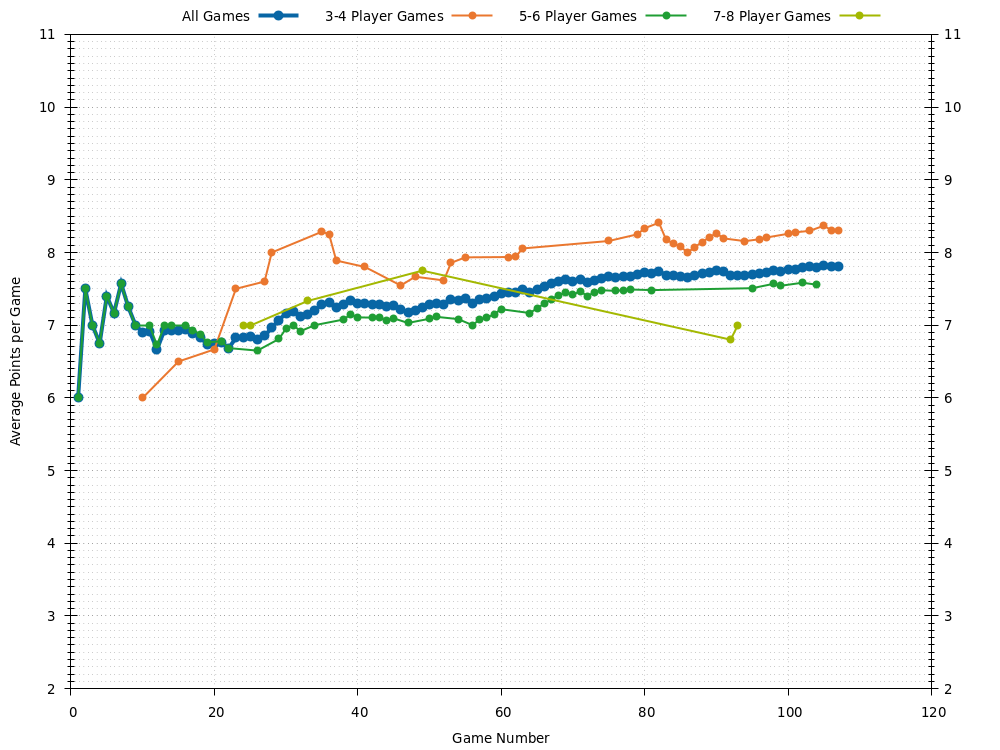 All Games 3-4 Player Games 5-6 Player Games 7-8 Player Games
11 11
10 10
9 9
8 8
7 7
6 6
5 5
4 4
3 3
2 2
Average Points per Game
0 20 40 60 80 100 120
Game Number